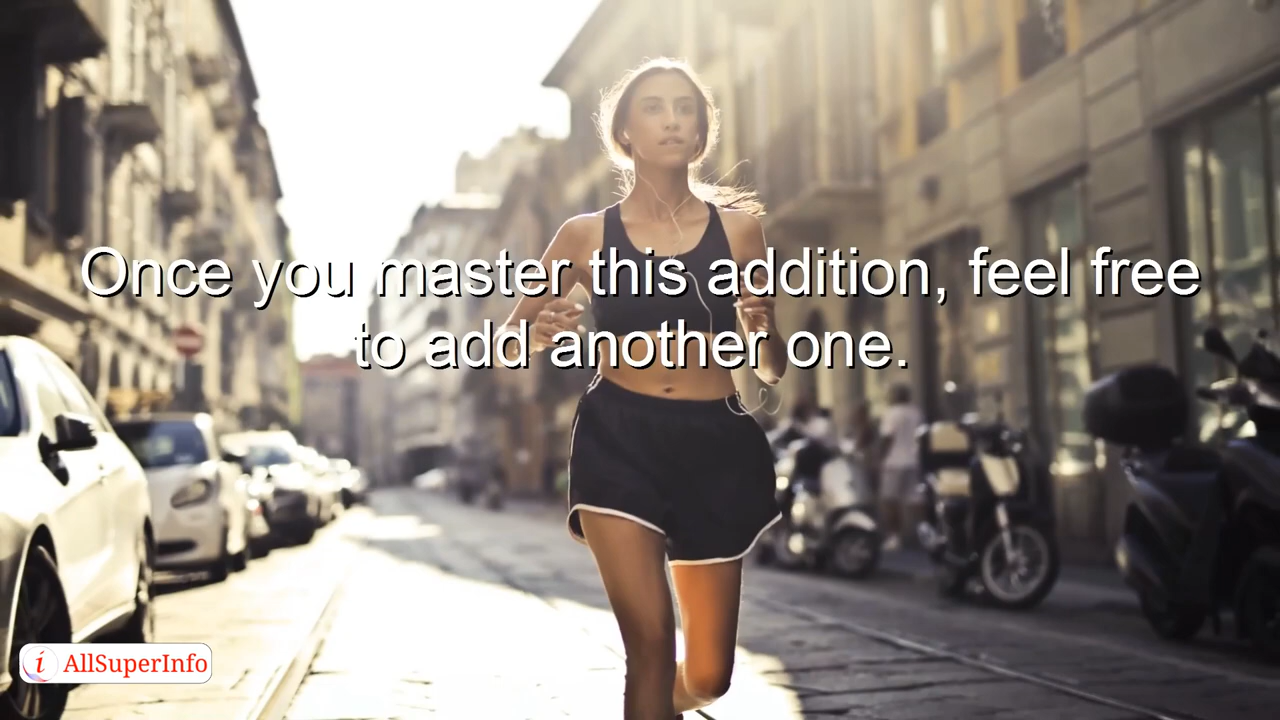 Once you master this addition, feel free
to add another one.
i AllSuperInfo